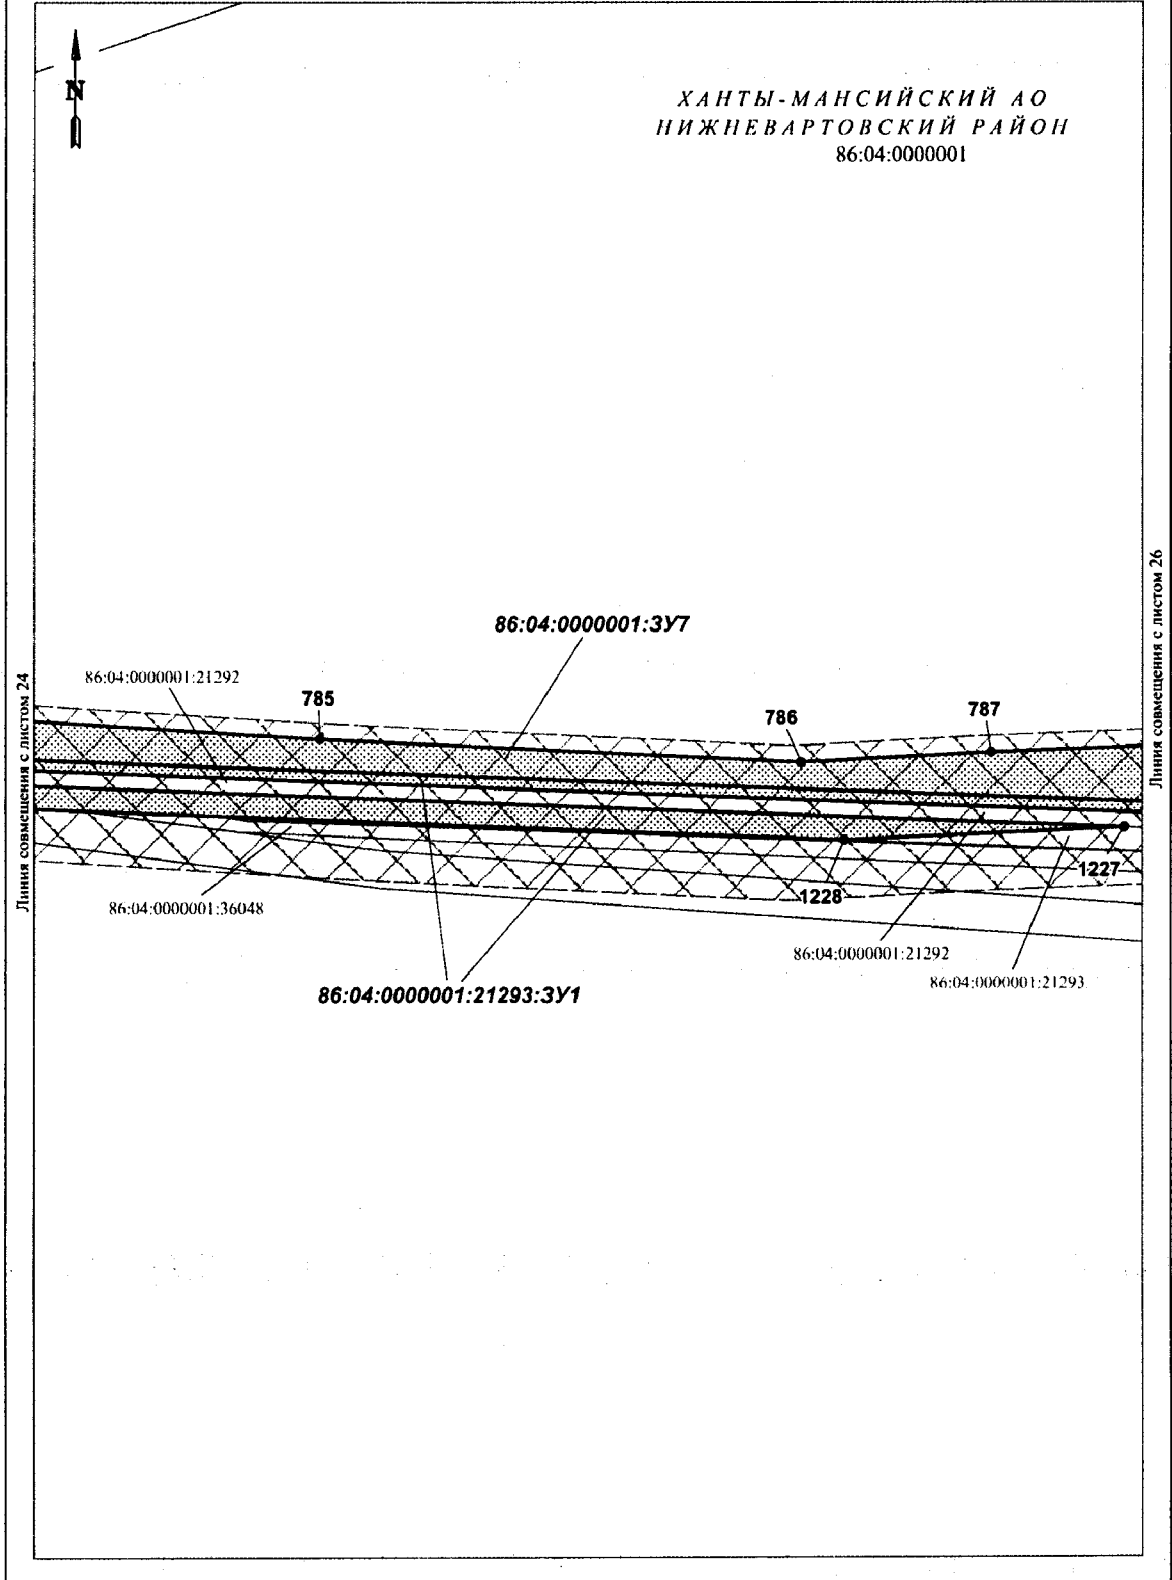 N
ХАНТЫ-МАНСИЙСКИЙ АО
НИЖНЕВАРТОВСКИЙ РАЙОН
86:04:0000001
Линия совмещения с листом 24
Линия совмещения с листом 26
86:04:0000001:ЗУ7
86:04:0000001:21292
785
786
787
1227
1228
86:04:0000001:36048
86:04:0000001:21292
86:04:0000001:21293
86:04:0000001:21293:ЗУ1